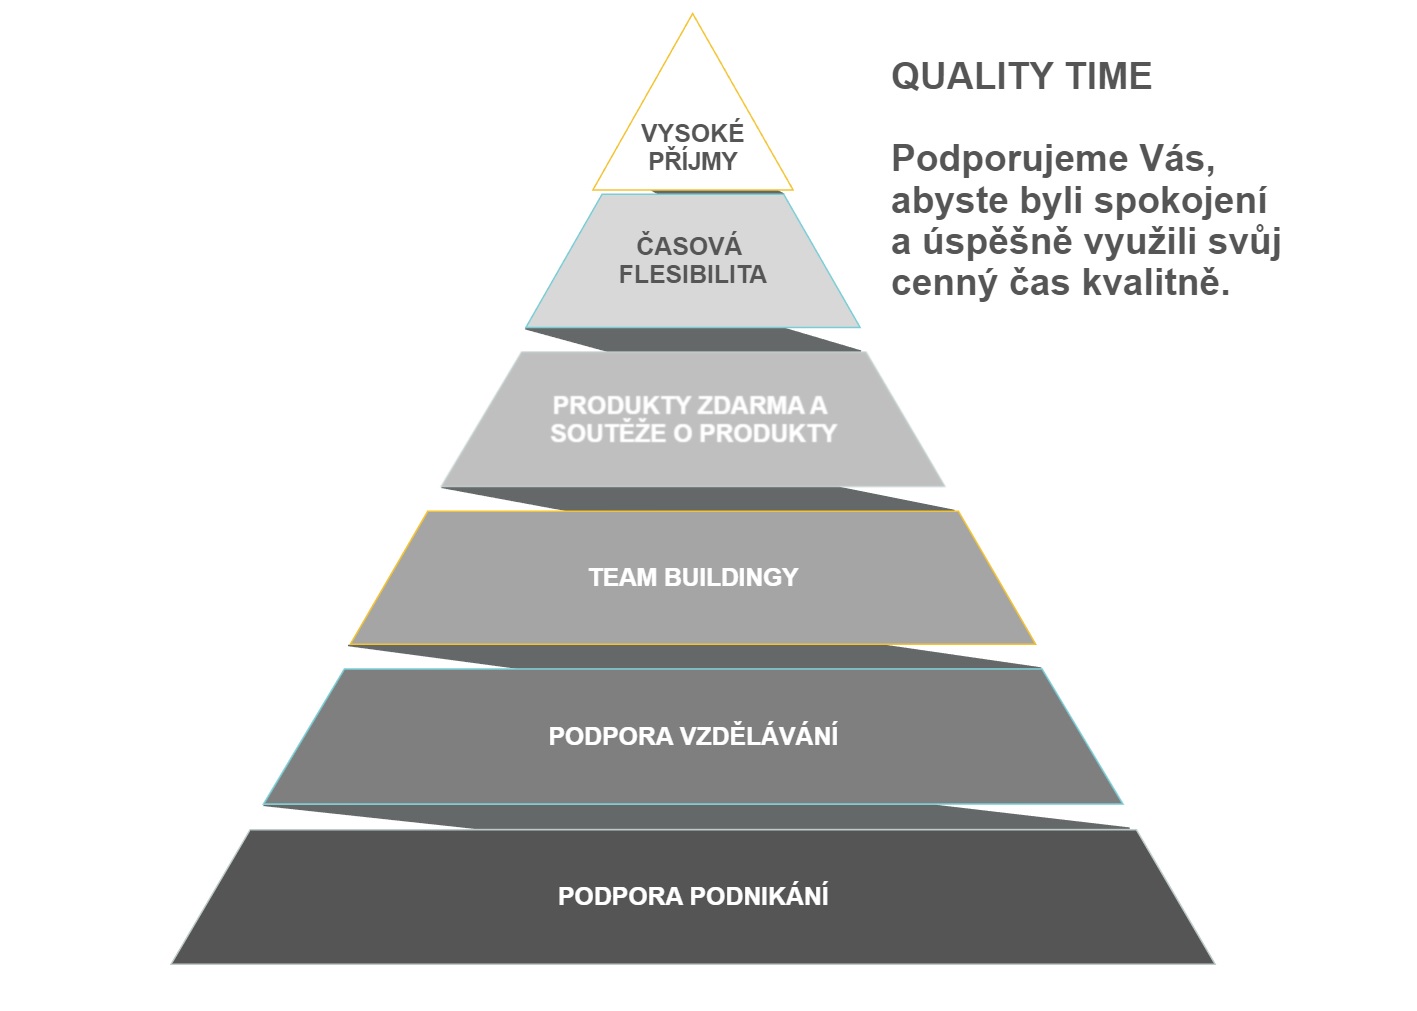 QUALITY TIME
Podporujeme Vás,
abyste byli spokojení
a úspěšně využili svůj
cenný čas kvalitně.
VYSOKÉ
PŘÍJMY
ČASOVÁ
FLESIBILITA
PRODUKTY ZDARMA A
SOUTĚŽE O PRODUKTY
TEAM BUILDINGY
PODPORA VZDĚLÁVÁNÍ
PODPORA PODNIKÁNÍ